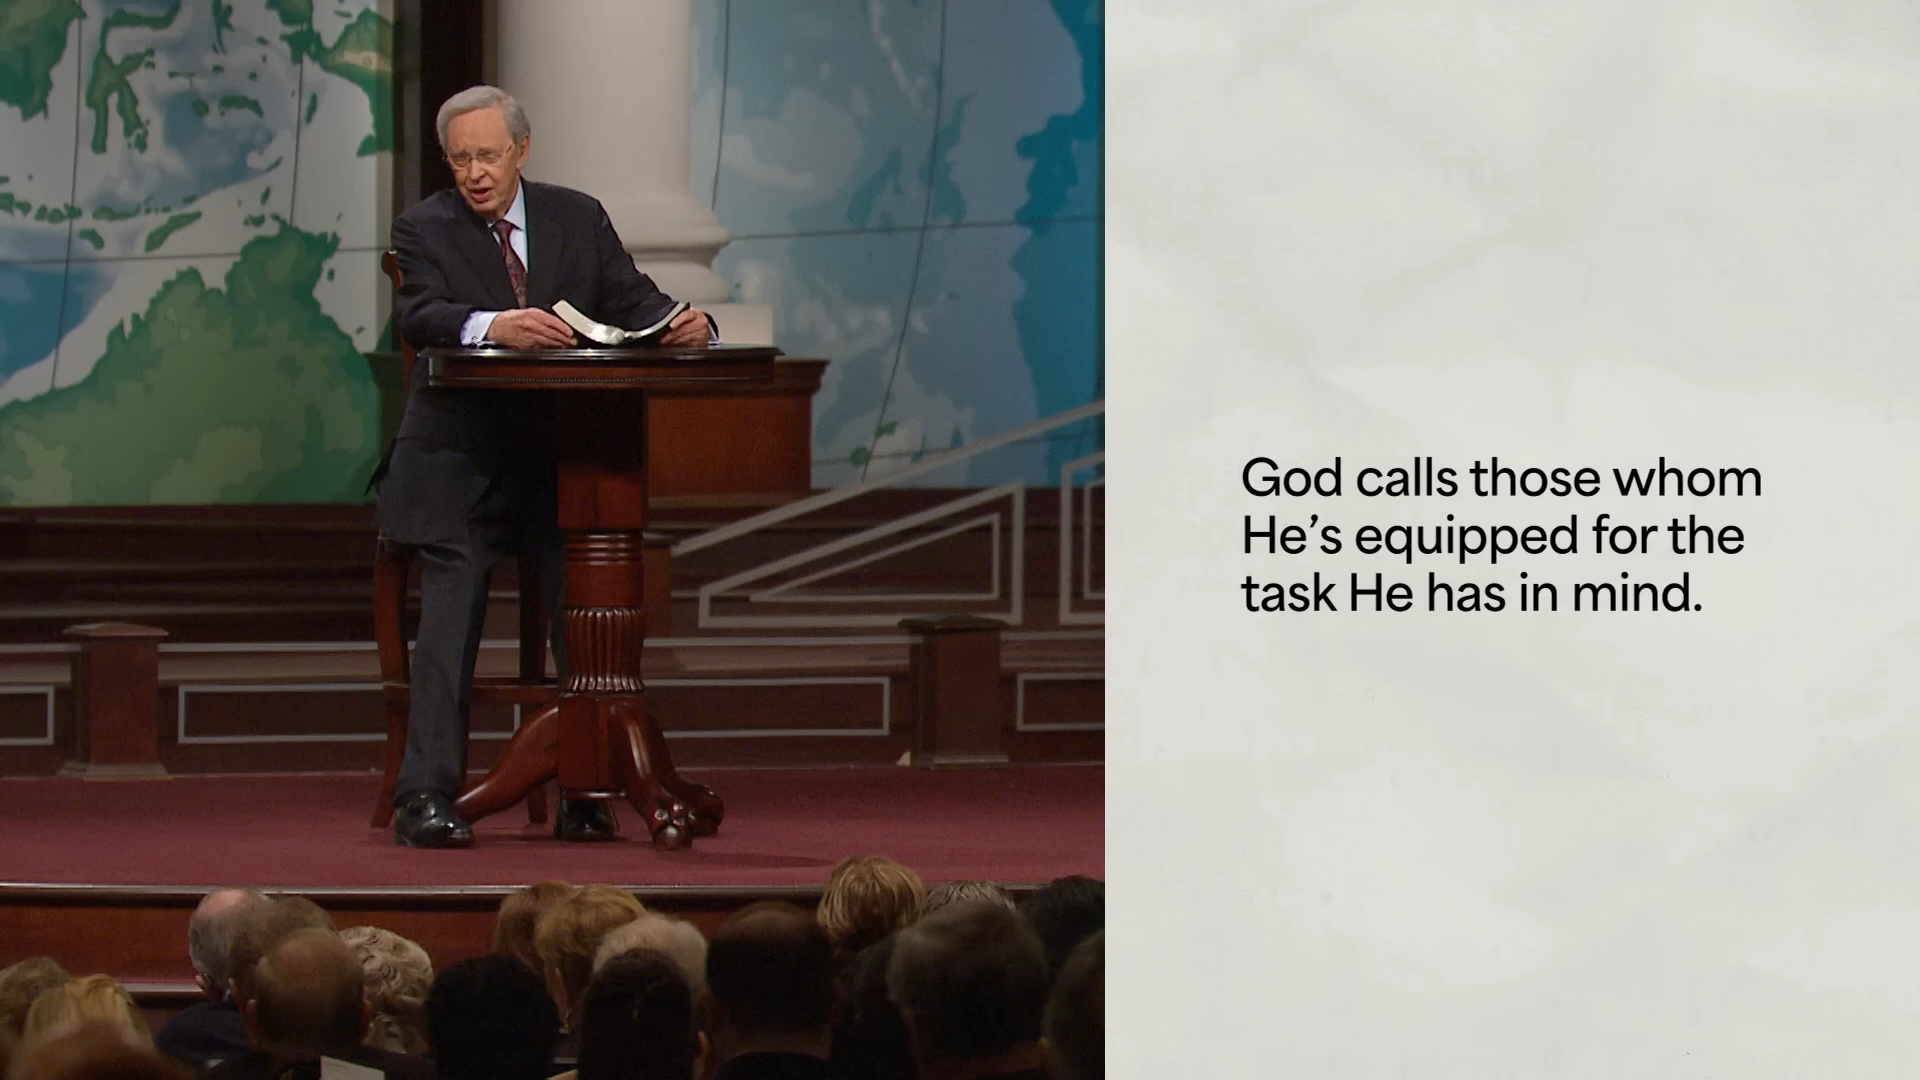 God calls those whom
He’s equipped for the
task He has in mind.